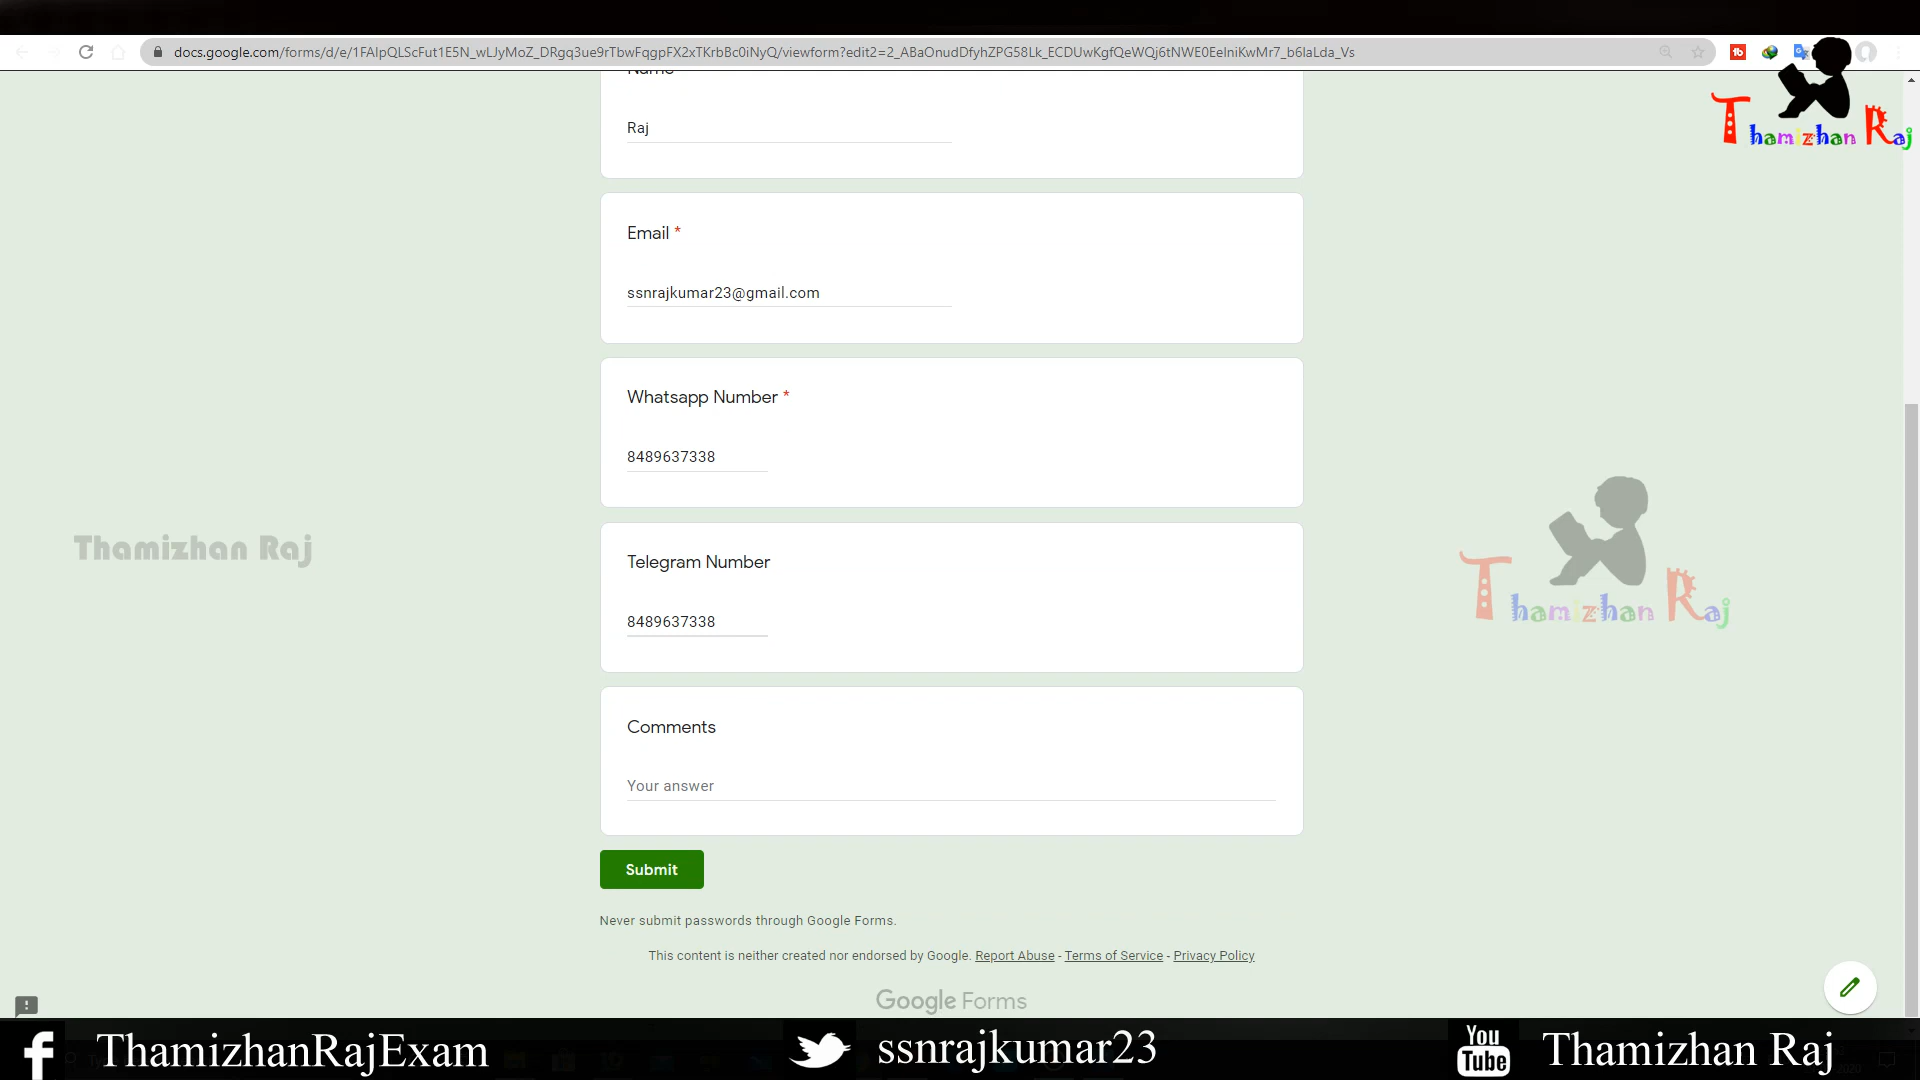 docs.google.com/forms/d/e/1FAIpQLScFut1E5N_wLJyMoZ_DRgq3ue9rTbwFqgpFX2xTKrbBc0iNyQ/viewform?edit2=2_ABaOnudDfyhZPG58Lk_ECDUwKgfQeWQj6tNWE0EeIniKwMr7_b6IaLda_Vs
Name
Thamizhan Raj
Raj
Email *
ssnrajkumar23@gmail.com
Whatsapp Number *
8489637338
Thamizhan Raj
Telegram Number
Thamizhan Raj
8489637338
Comments
Your answer
Submit
Never submit passwords through Google Forms.
This content is neither created nor endorsed by Google. Report Abuse - Terms of Service - Privacy Policy
Google Forms
ThamizhanRajExam
ssnrajkumar23
You Tube
Thamizhan Raj